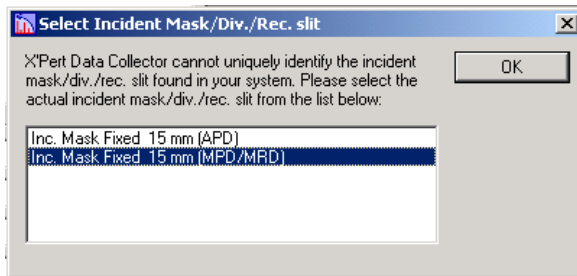 Select Incident Mask/Div./Rec. slit
X'Pert Data Collector cannot uniquely identify the incident
mask/div./rec. slit found in your system. Please select the
actual incident mask/div./rec. slit from the list below:
OK
Inc. Mask Fixed 15 mm (APD)
Inc. Mask Fixed 15 mm (MPD/MRD)